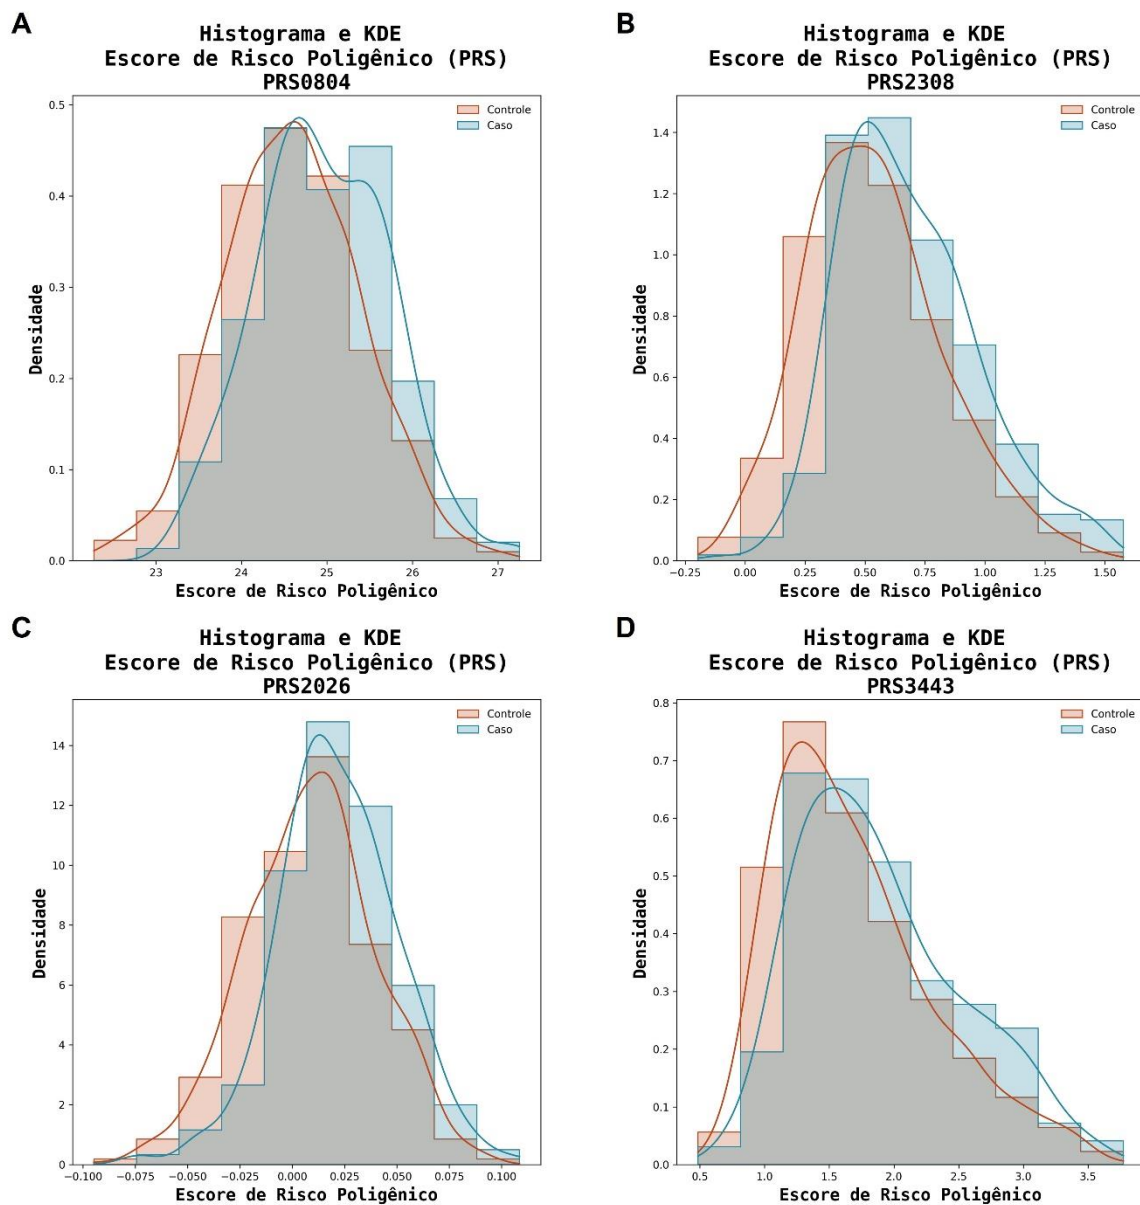 A
Histograma e KDE
Escore de Risco Poligênico (PRS)
PRS0804
Controle
Caso
0.5
0.4
0.3
0.2
0.1
0.0
Densidade
23
24
25
26
27
Escore de Risco Poligênico
B
Histograma e KDE
Escore de Risco Poligênico (PRS)
PRS2308
Controle
Caso
1.4
1.2
1.0
0.8
0.6
0.4
0.2
0.0
Densidade
−0.25
0.00
0.25
0.50
0.75
1.00
1.25
1.50
Escore de Risco Poligênico
C
Histograma e KDE
Escore de Risco Poligênico (PRS)
PRS2026
Controle
Caso
14
12
10
8
6
4
2
0
Densidade
−0.100
−0.075
−0.050
−0.025
0.000
0.025
0.050
0.075
0.100
Escore de Risco Poligênico
D
Histograma e KDE
Escore de Risco Poligênico (PRS)
PRS3443
Controle
Caso
0.8
0.7
0.6
0.5
0.4
0.3
0.2
0.1
0.0
Densidade
0.5
1.0
1.5
2.0
2.5
3.0
3.5
Escore de Risco Poligênico